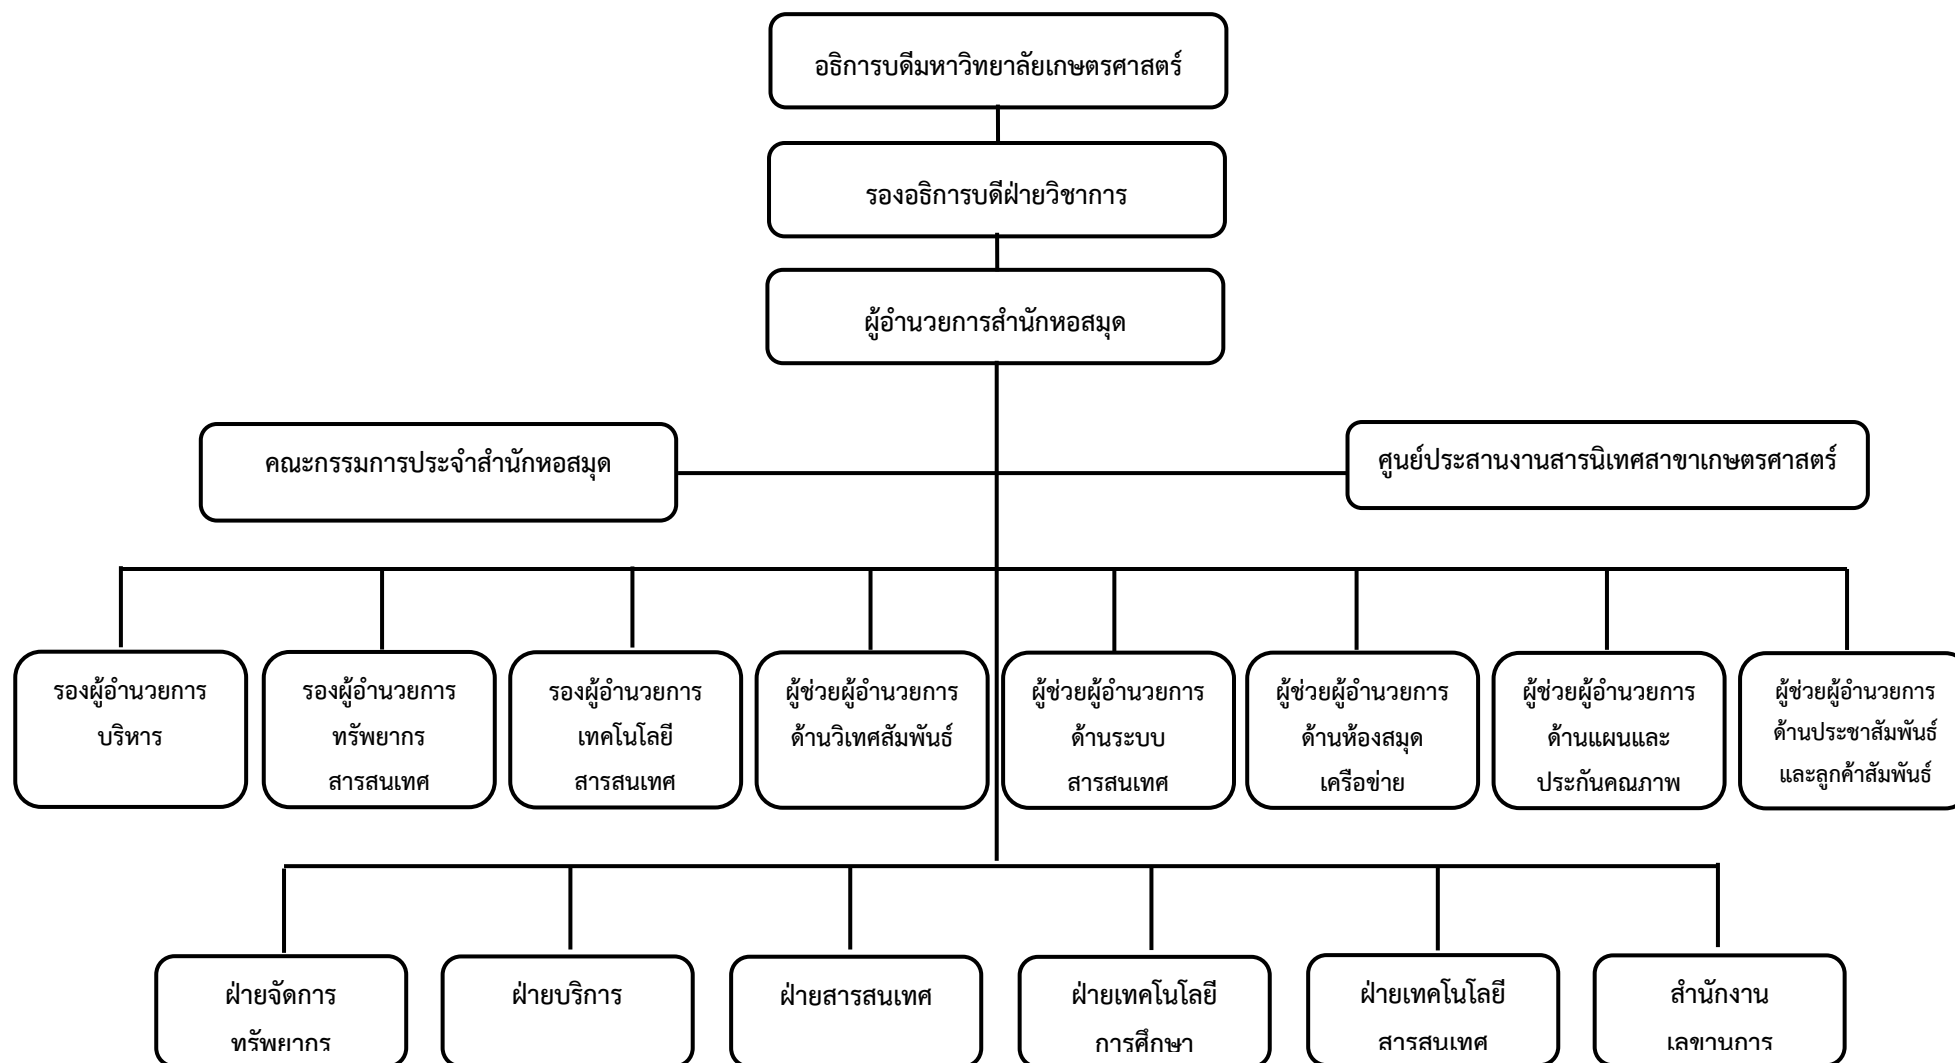 อธิการบดีมหาวิทยาลัยเกษตรศาสตร์
รองอธิการบดีฝ่ายวิชาการ
ผู้อำนวยการสำนักหอสมุด
คณะกรรมการประจำสำนักหอสมุด
ศูนย์ประสานงานสารนิเทศสาขาเกษตรศาสตร์
รองผู้อำนวยการ
บริหาร
รองผู้อำนวยการ
ทรัพยากร
สารสนเทศ
รองผู้อำนวยการ
เทคโนโลยี
สารสนเทศ
ผู้ช่วยผู้อำนวยการ
ด้านวิเทศสัมพันธ์
ผู้ช่วยผู้อำนวยการ
ด้านระบบ
สารสนเทศ
ผู้ช่วยผู้อำนวยการ
ด้านห้องสมุด
เครือข่าย
ผู้ช่วยผู้อำนวยการ
ด้านแผนและ
ประกันคุณภาพ
ผู้ช่วยผู้อำนวยการ
ด้านประชาสัมพันธ์
และลูกค้าสัมพันธ์
ฝ่ายจัดการ
ทรัพยากร
ฝ่ายบริการ
ฝ่ายสารสนเทศ
ฝ่ายเทคโนโลยี
การศึกษา
ฝ่ายเทคโนโลยี
สารสนเทศ
สำนักงาน
เลขานุการ